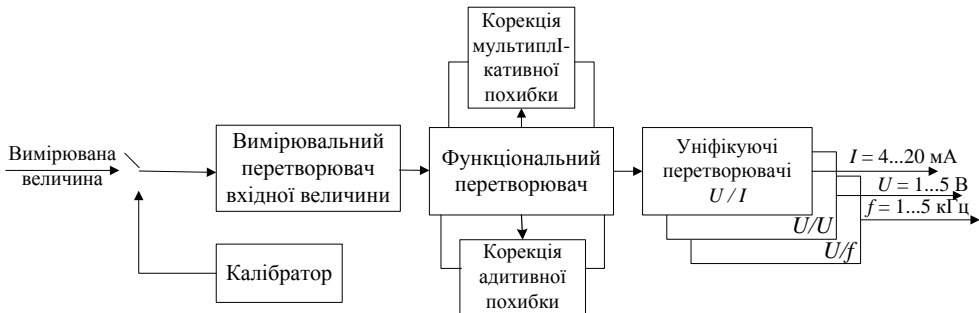 Корекція
мультиплІ-
кативної
похибки
Вимірювана
величина
Вимірювальний
перетворювач
вхідної величини
Функціональний
перетворювач
Уніфікуючі
перетворювачі
U / I
U/U
U/f
I = 4...20 мА
U = 1...5 В
f = 1...5 кГц
Калібратор
Корекція
адитивної
похибки